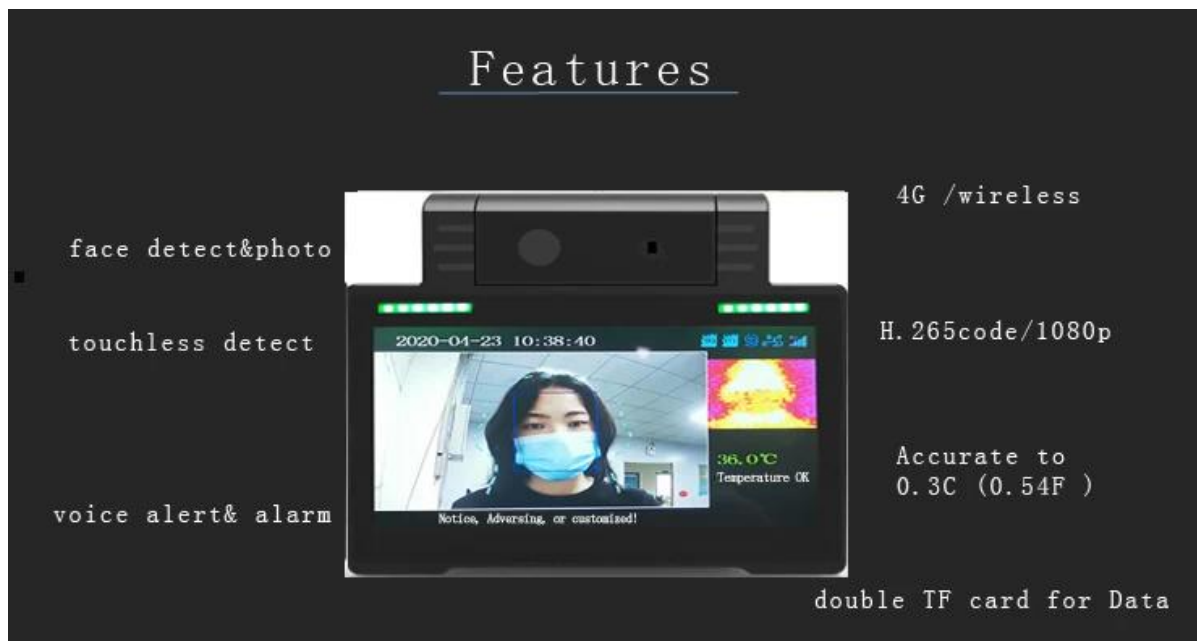 Features
face detect&photo
touchless detect
voice alert& alarm
2020-04-23 10:38:40
36.0℃
Temperature OK
Notice, Adversing, or customized!
4G /wireless
H.265code/1080p
Accurate to
0.3C (0.54F )
double TF card for Data